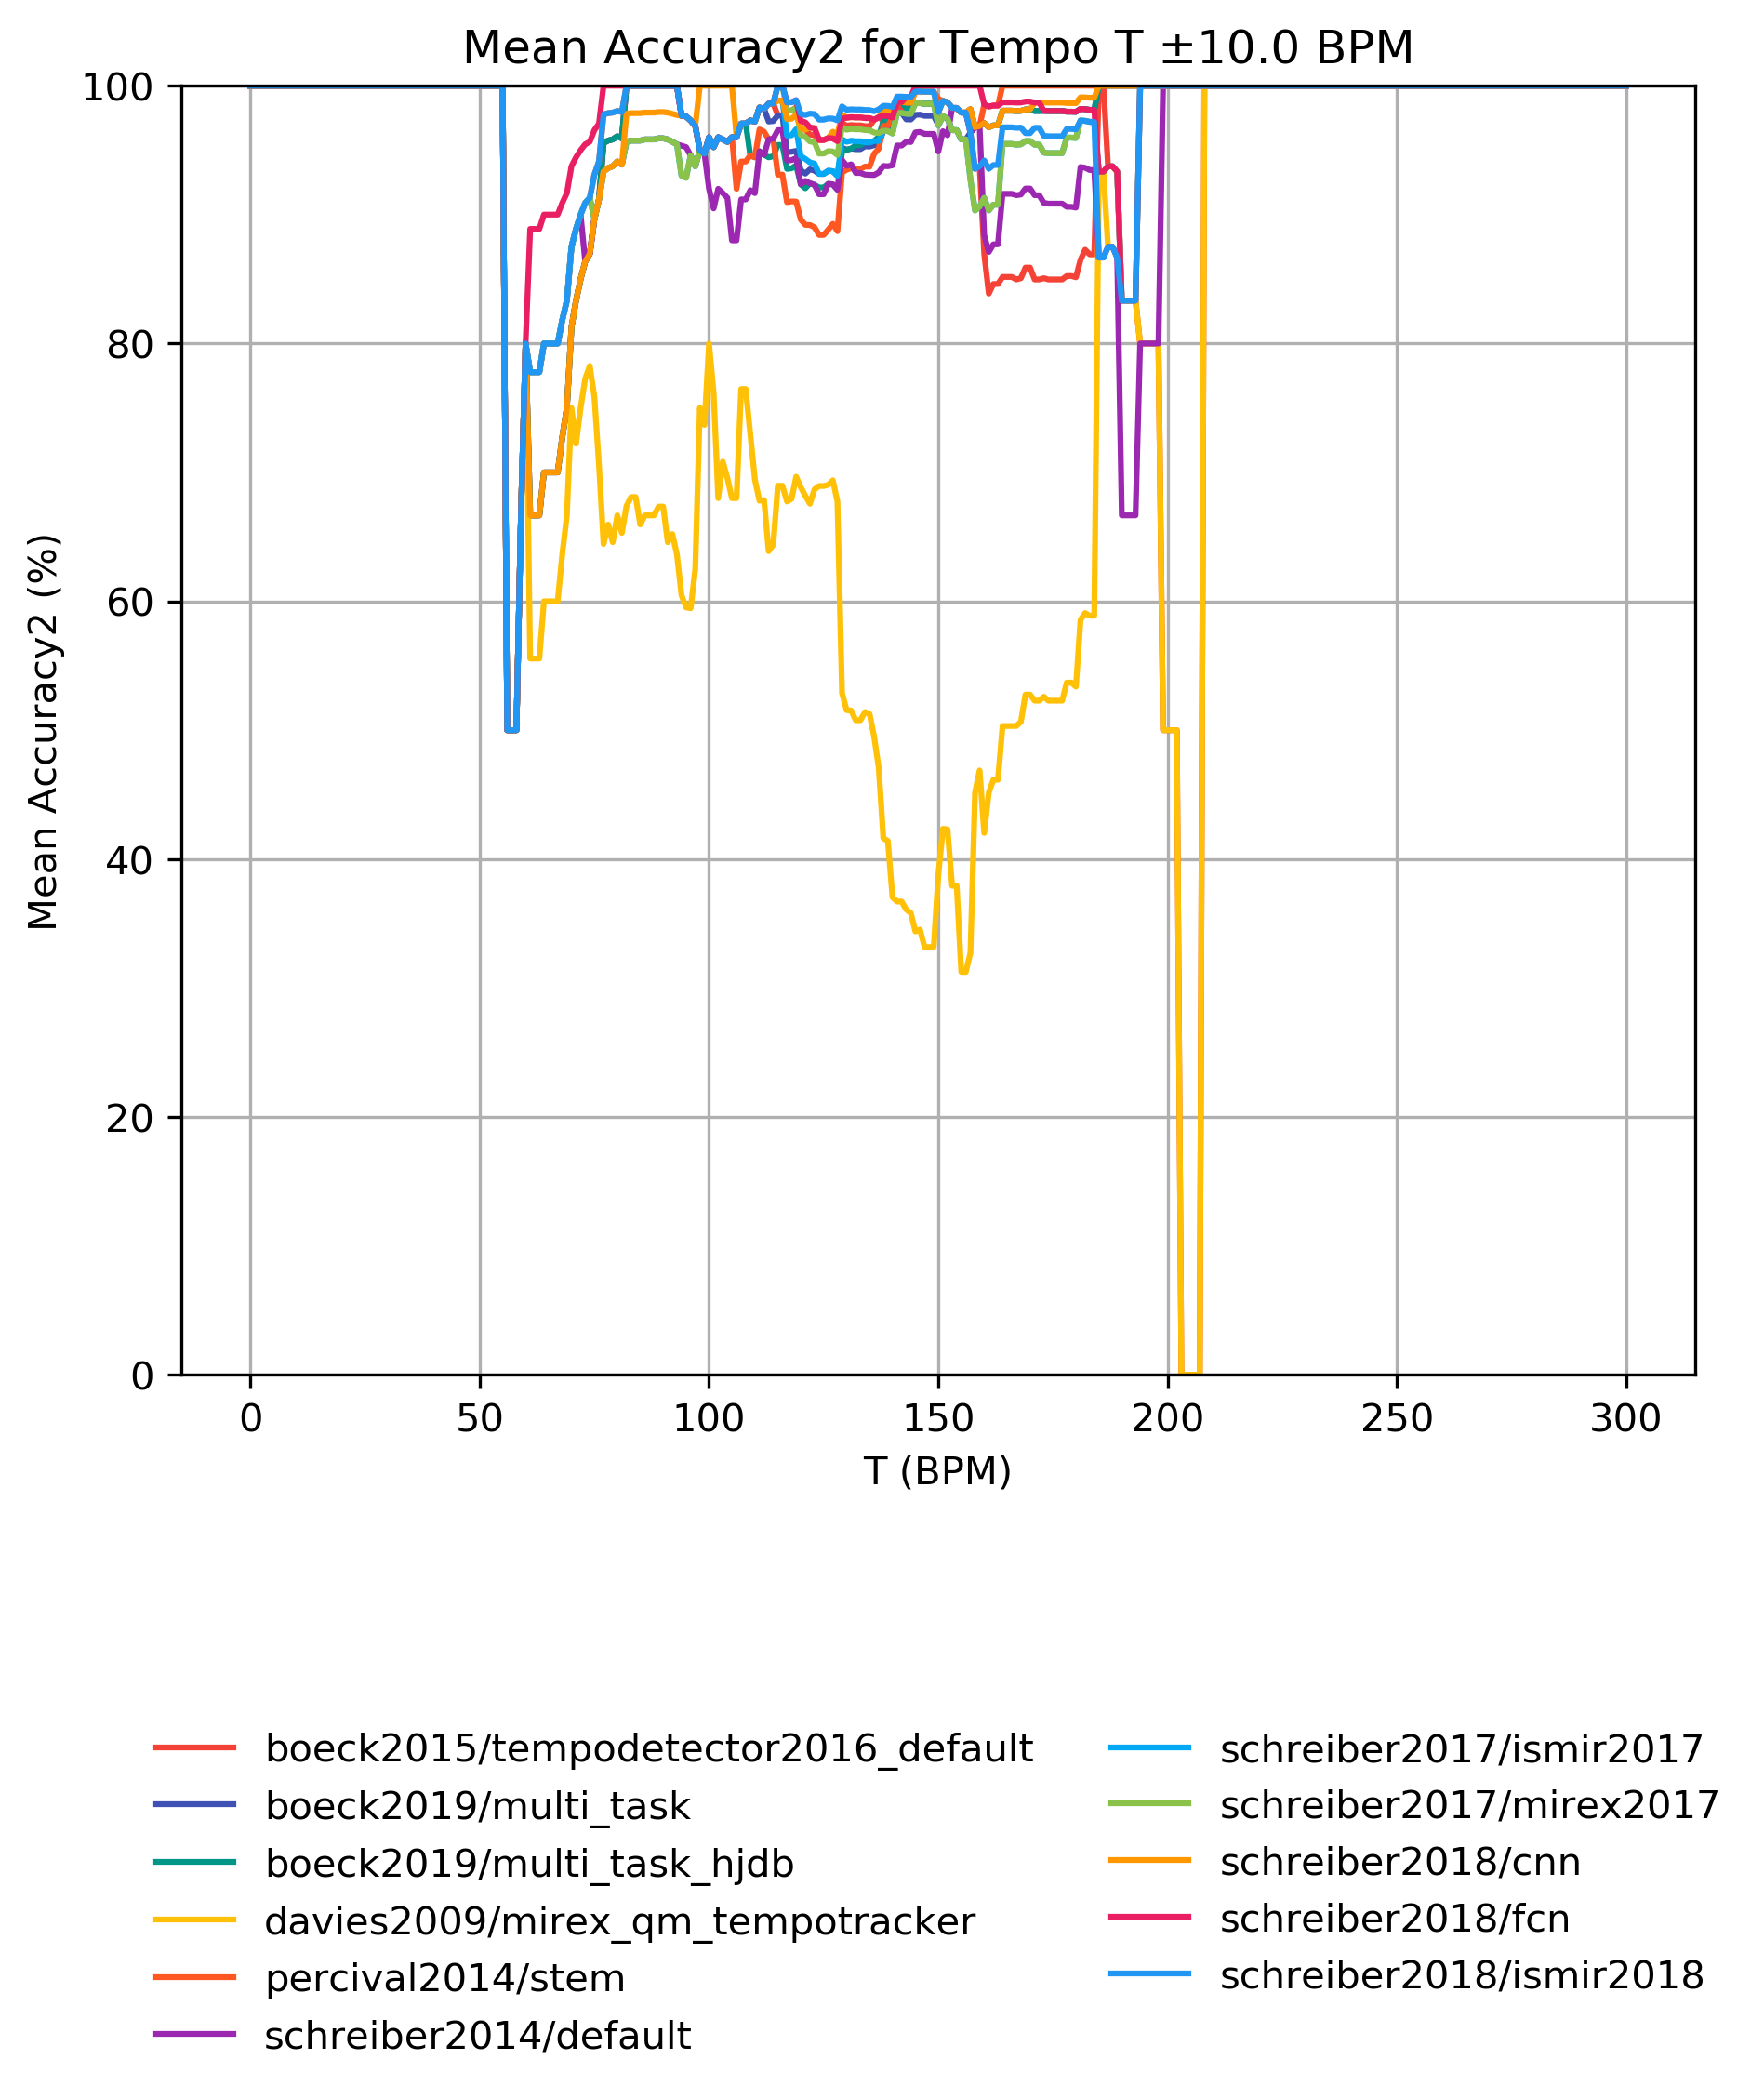 Mean Accuracy2 for Tempo T ±10.0 BPM
100
80
60
40
20
0
Mean Accuracy2 (%)
0 50 100 150 200 250 300
T (BPM)
boeck2015/tempodetector2016_default
boeck2019/multi_task
boeck2019/multi_task_hjdb
davies2009/mirex_qm_tempotracker
percival2014/stem
schreiber2014/default
schreiber2017/ismir2017
schreiber2017/mirex2017
schreiber2018/cnn
schreiber2018/fcn
schreiber2018/ismir2018